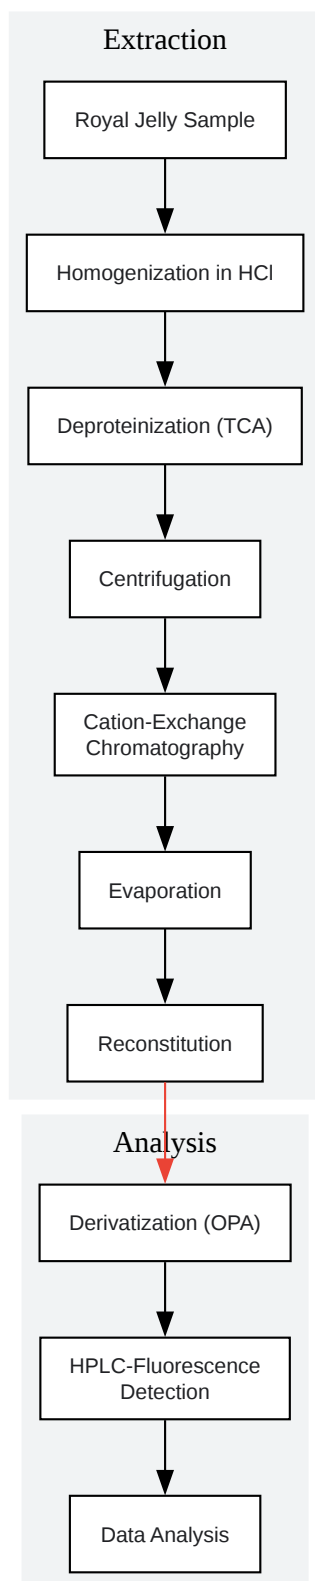 Extraction
Royal Jelly Sample
Homogenization in HCl
Deproteinization (TCA)
Centrifugation
Cation-Exchange
Chromatography
Evaporation
Reconstitution
Analysis
Derivatization (OPA)
HPLC-Fluorescence
Detection
Data Analysis